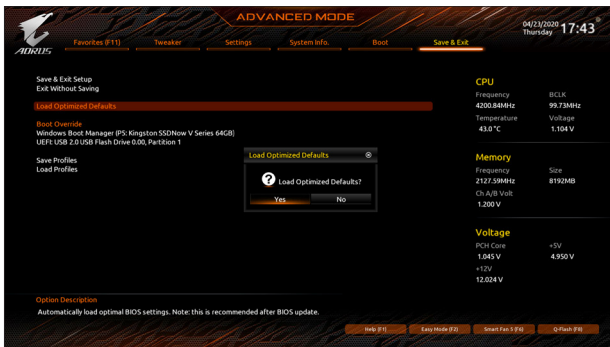 ADVANCED MODE
04/23/2020 Thursday 17:43
AORUS
Favorites (F11) Tweaker Settings System Info. Boot Save & Exit
Save & Exit Setup
Exit Without Saving
Load Optimized Defaults
Boot Override
Windows Boot Manager (P5: Kingston SSDNow V Series 64GB)
UEFI: USB 2.0 USB Flash Drive 0.00, Partition 1
Save Profiles
Load Profiles
Load Optimized Defaults
Load Optimized Defaults?
Yes No
CPU
Frequency BCLK
4200.84MHz 99.73MHz
Temperature Voltage
43.0 °C 1.104 V
Memory
Frequency Size
2127.59MHz 8192MB
Ch A/B Volt
1.200 V
Voltage
PCH Core +5V
1.045 V 4.950 V
+12V
12.024 V
Option Description
Automatically load optimal BIOS settings. Note: this is recommended after BIOS update.
Help (F1) Easy Mode (F2) Smart Fan 5 (F6) Q-Flash (F8)